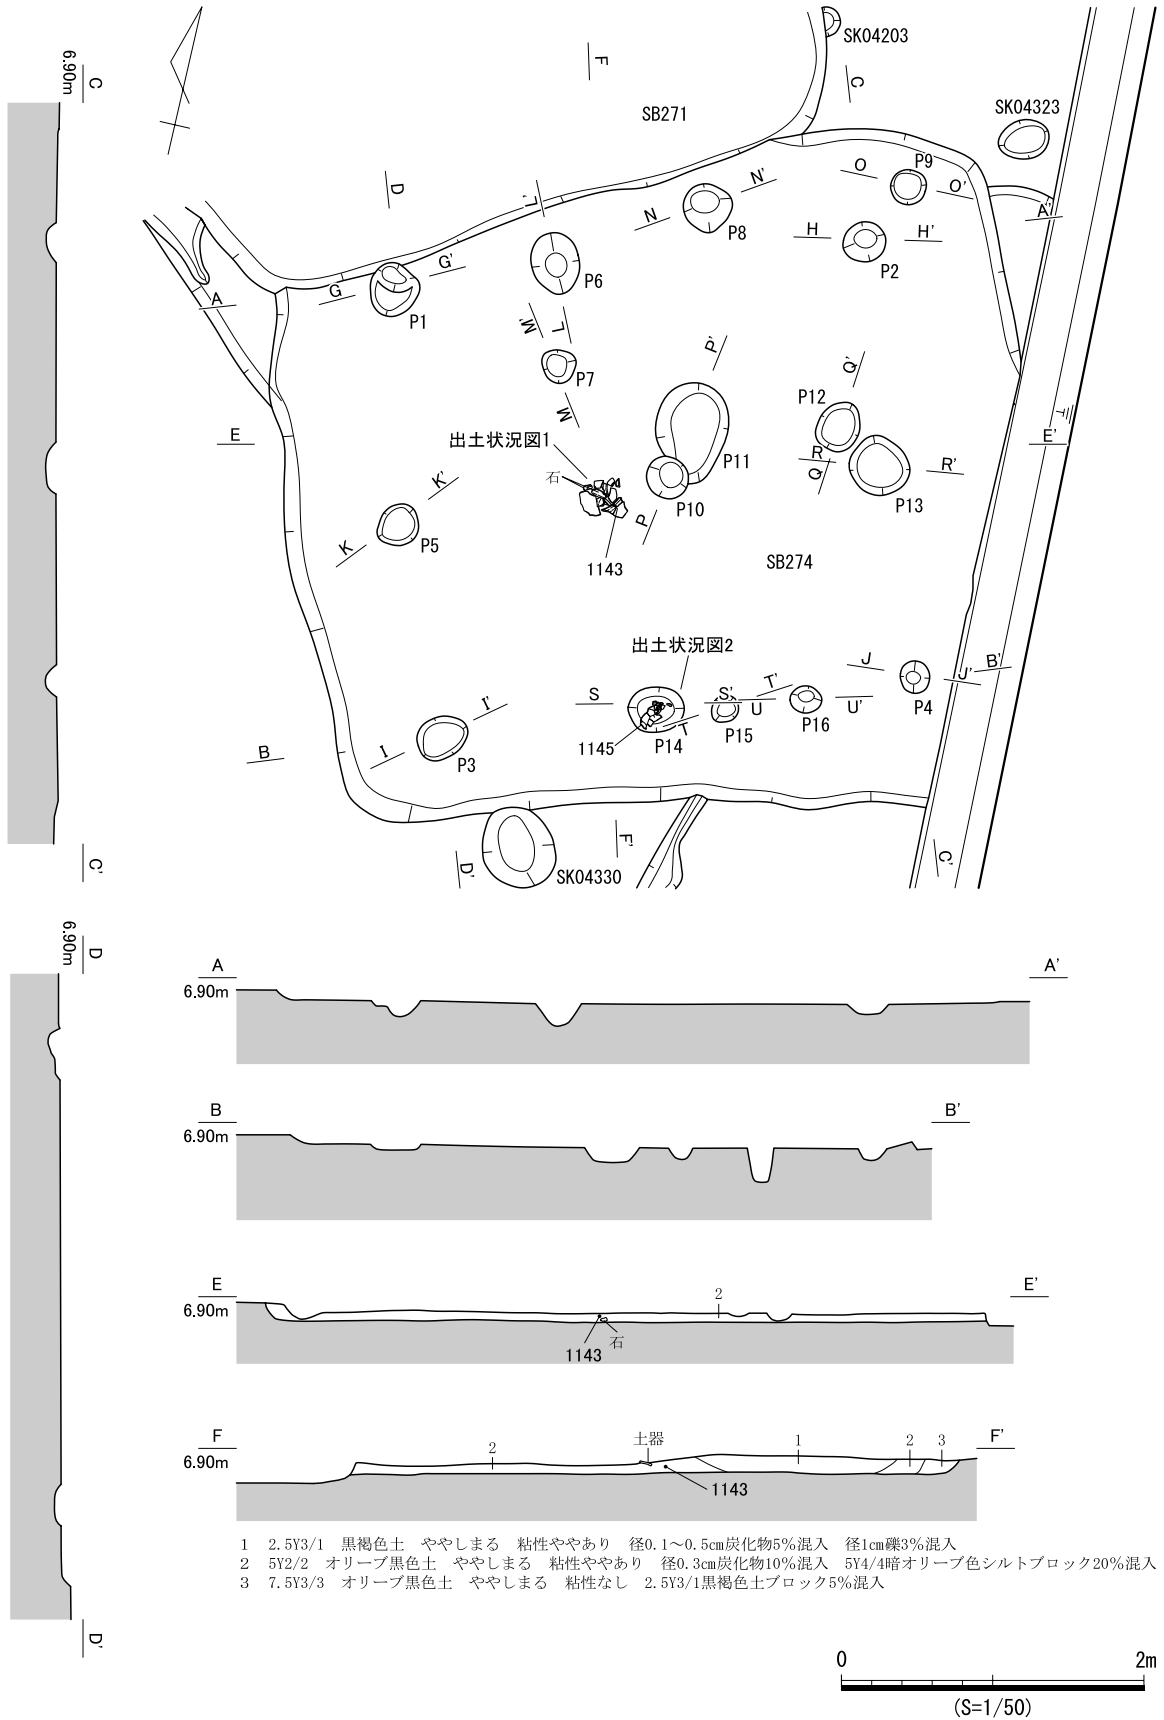 SK04203
F
C
SB271
SK04323
6.90m
C
P9
O
O'
N'
D
L'
A'
N
P8
H
H'
P2
G'
P6
A
G
P1
M'
L
P'
Q'
P7
P12
T
M
E
E'
出土状況図1
P11
R
R'
石
K'
Q
P10
P13
P
K
P5
1143
SB274
出土状況図2
J
B'
J'
T'
S
S'
U
U'
P4
I'
T
P16
B
I
1145
P14
P15
P3
F'
C'
C'
D'
SK04330
6.90m
D
A
A'
6.90m
B
B'
6.90m
E
E'
2
6.90m
石
1143
F
F'
土器
2
1
2
3
6.90m
1143
1 2.5Y3/1 黒褐色土 ややしまる 粘性ややあり 径0.1～0.5㎝炭化物5%混入 径1㎝礫3%混入
2 5Y2/2 オリーブ黒色土 ややしまる 粘性ややあり 径0.3㎝炭化物10%混入 5Y4/4暗オリーブ色シルトブロック20%混入
3 7.5Y3/3 オリーブ黒色土 ややしまる 粘性なし 2.5Y3/1黒褐色土ブロック5%混入
D'
0
2m
(S=1/50)